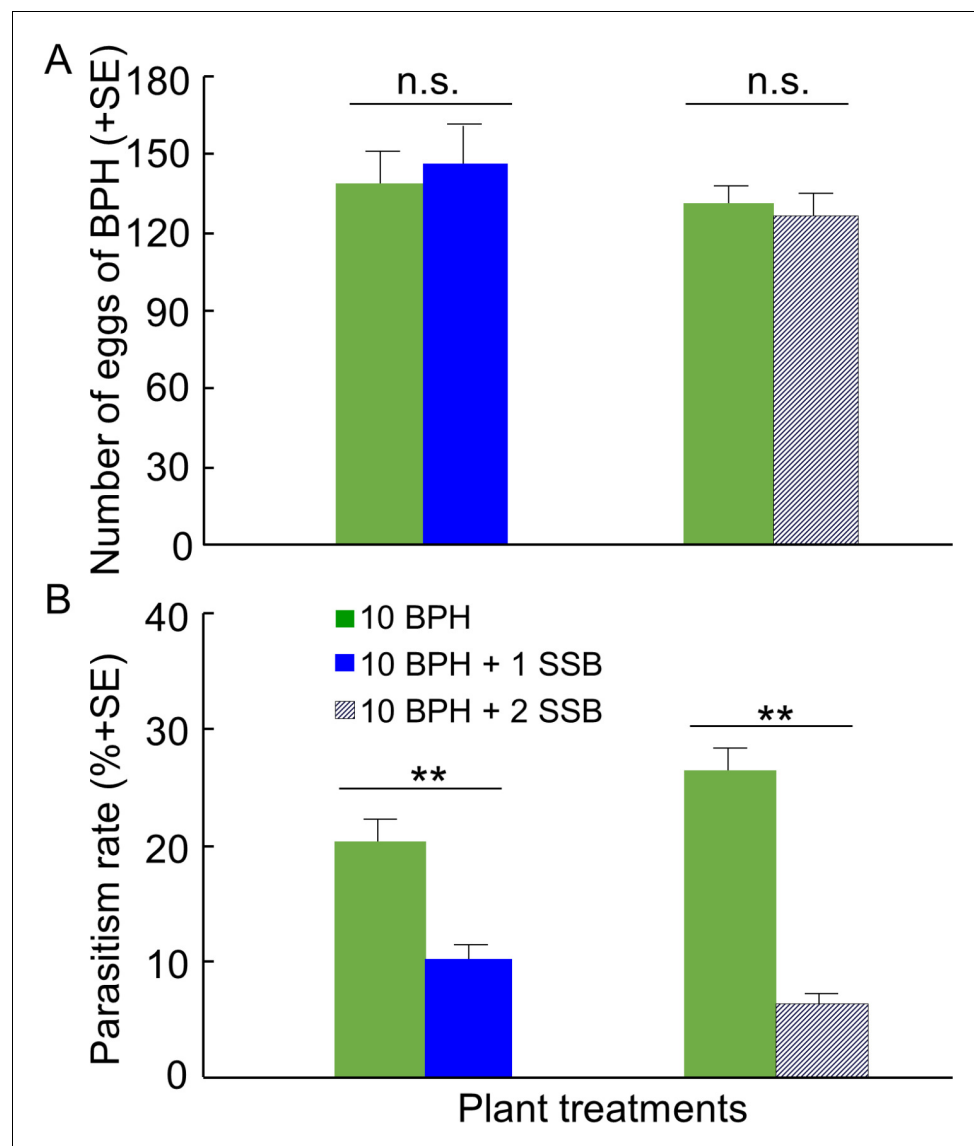 A
Number of eggs of BPH (+SE)
180
150
120
90
60
30
0
n.s.
n.s.
B
Parasitism rate (%+SE)
40
30
20
10
0
10 BPH
10 BPH + 1 SSB
10 BPH + 2 SSB
**
**
Plant treatments